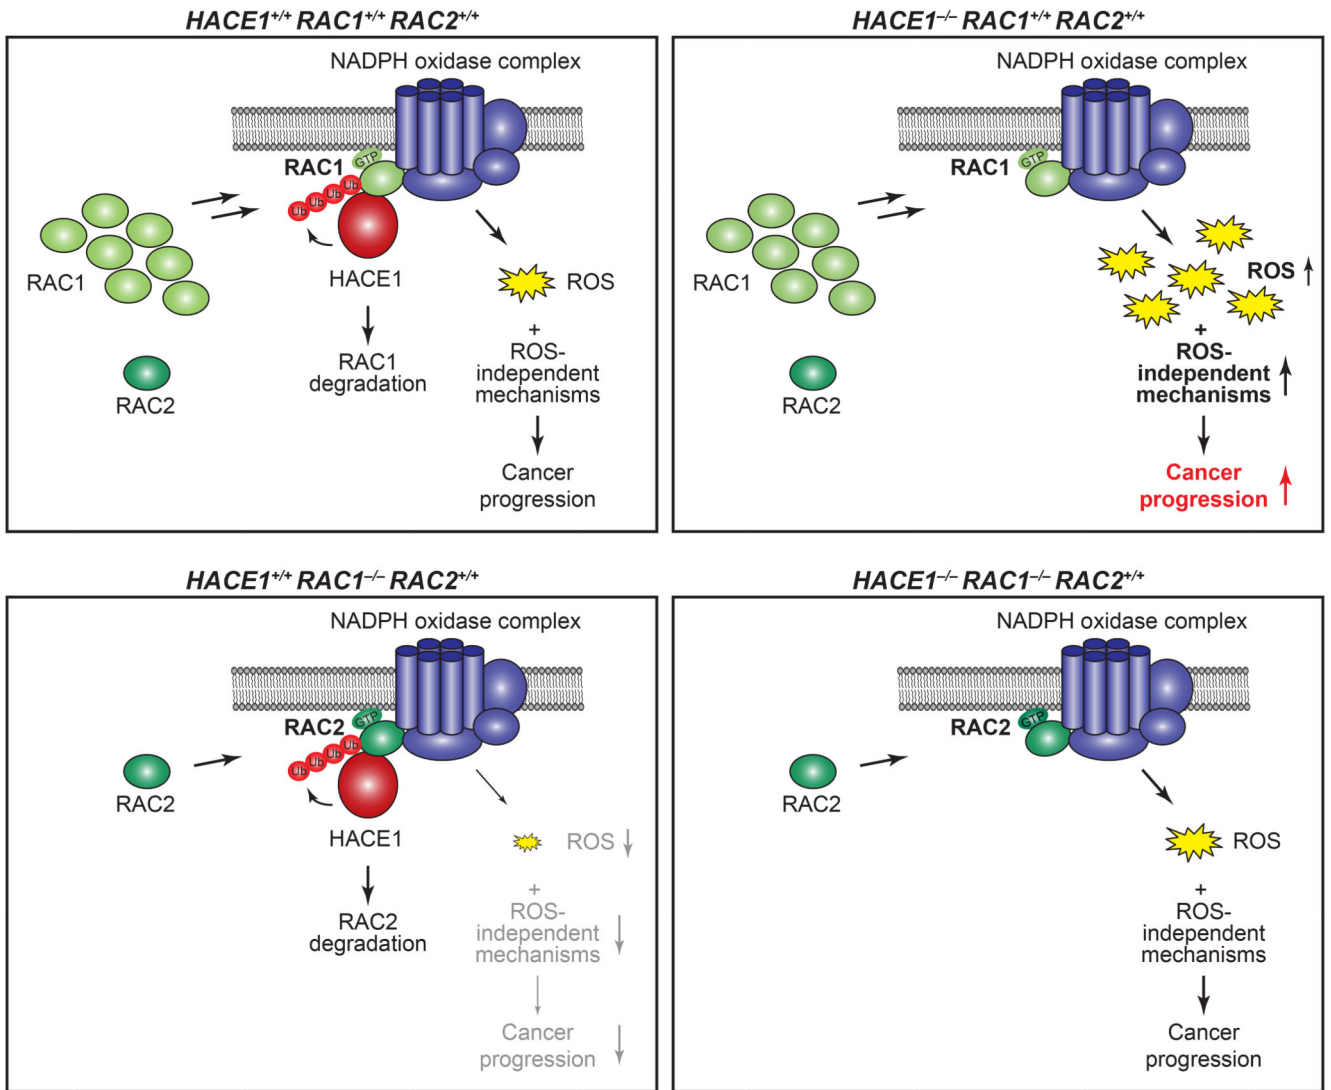 HACE1+/+ RAC1+/+ RAC2+/+
NADPH oxidase complex
GTP
RAC1
Ub
Ub
Ub
Ub
RAC1
HACE1
ROS
RAC1
degradation
+
ROS-
independent
mechanisms
RAC2
Cancer
progression
HACE1–/– RAC1+/+ RAC2+/+
NADPH oxidase complex
GTP
RAC1
RAC1
ROS
+
ROS-
independent
mechanisms
RAC2
Cancer
progression
HACE1+/+ RAC1–/– RAC2+/+
NADPH oxidase complex
GTP
RAC2
Ub
Ub
Ub
Ub
RAC2
HACE1
ROS
RAC2
degradation
+
ROS-
independent
mechanisms
Cancer
progression
HACE1–/– RAC1–/– RAC2+/+
NADPH oxidase complex
GTP
RAC2
RAC2
ROS
+
ROS-
independent
mechanisms
Cancer
progression